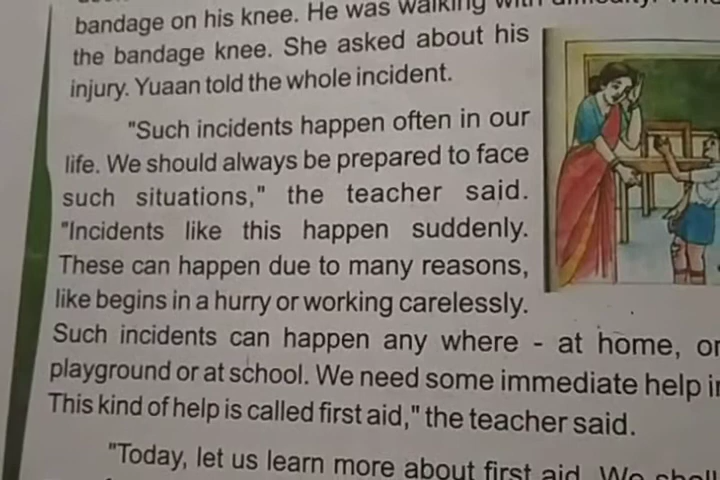 bandage on his knee. He was walking with
the bandage knee. She asked about his
injury. Yuaan told the whole incident.
"Such incidents happen often in our
life. We should always be prepared to face
such situations," the teacher said.
"Incidents like this happen suddenly.
These can happen due to many reasons,
like begins in a hurry or working carelessly.
Such incidents can happen any where - at home, or
playground or at school. We need some immediate help
This kind of help is called first aid," the teacher said.
"Today, let us learn more about first aid. We